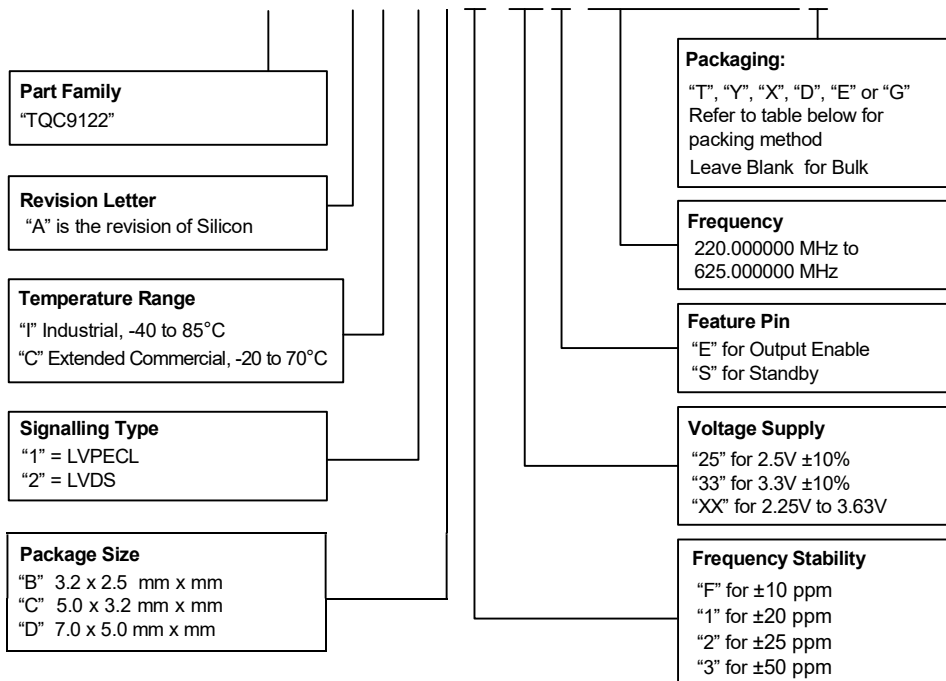 Part Family
“TQC9122”
Revision Letter
“A” is the revision of Silicon
Temperature Range
“I” Industrial, -40 to 85°C
“C” Extended Commercial, -20 to 70°C
Signalling Type
“1” = LVPECL
“2” = LVDS
Package Size
“B” 3.2 x 2.5 mm x mm
“C” 5.0 x 3.2 mm x mm
“D” 7.0 x 5.0 mm x mm
Packaging:
“T”, “Y”, “X”, “D”, “E” or “G”
Refer to table below for
packing method
Leave Blank for Bulk
Frequency
220.000000 MHz to
625.000000 MHz
Feature Pin
“E” for Output Enable
“S” for Standby
Voltage Supply
“25” for 2.5V ±10%
“33” for 3.3V ±10%
“XX” for 2.25V to 3.63V
Frequency Stability
“F” for ±10 ppm
“1” for ±20 ppm
“2” for ±25 ppm
“3” for ±50 ppm